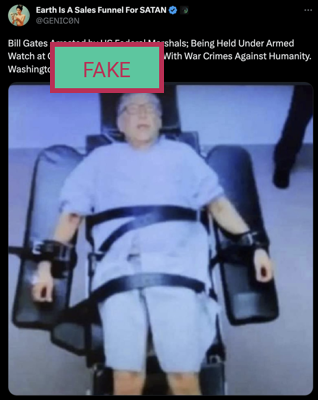 Earth Is A Sales Funnel For SATAN
@GENIC0N
Bill Gates Arrested by US Federal Marshals; Being Held Under Armed
Watch at With War Crimes Against Humanity.
FAKE